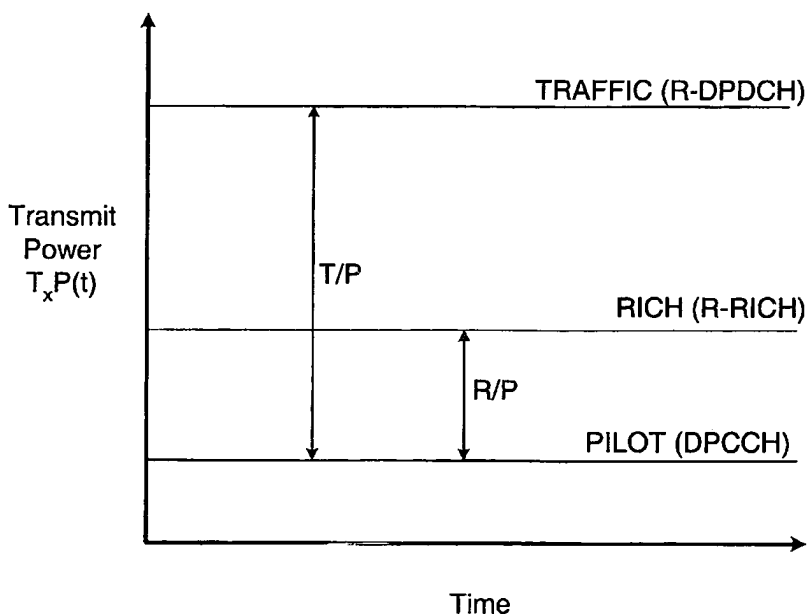 TRAFFIC (R-DPDCH)
Transmit
Power
TxP(t)
T/P
RICH (R-RICH)
R/P
PILOT (DPCCH)
Time